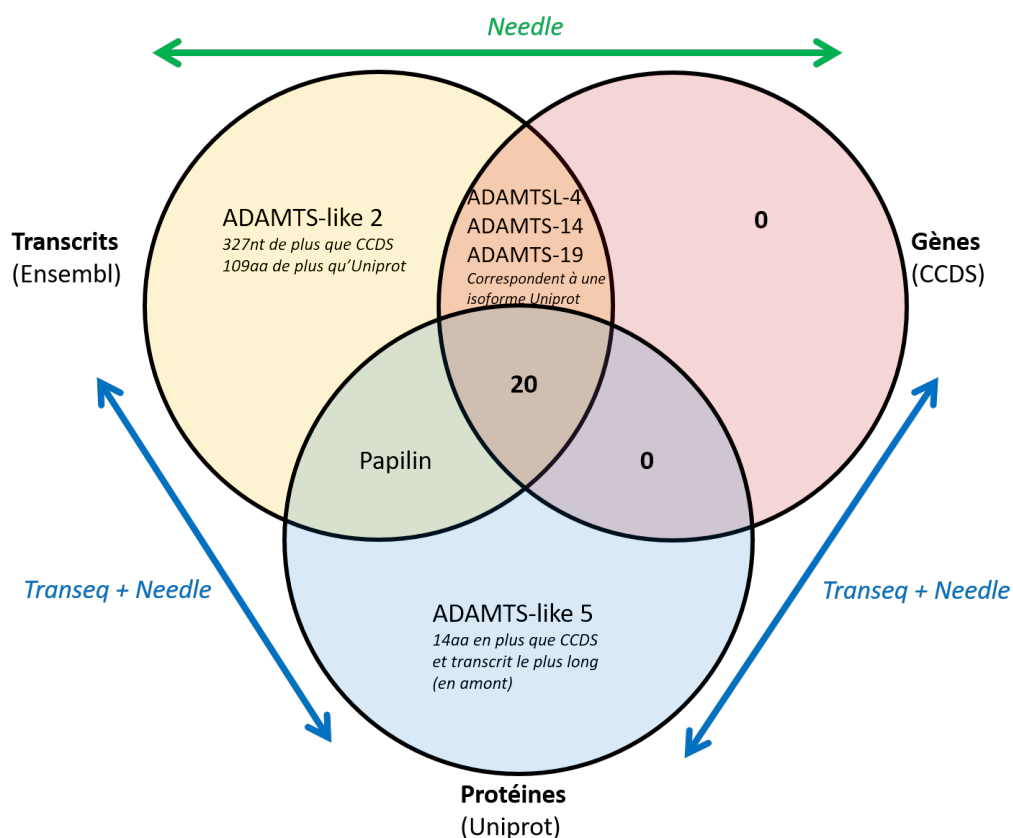 Needle
ADAMTSL-4
ADAMTS-14
ADAMTS-19
Correspondent à une
isoforme Uniprot
ADAMTS-like 2
327nt de plus que CCDS
109aa de plus qu’Uniprot
0
Transcrits
(Ensembl)
Gènes
(CCDS)
20
Papilin
0
Transeq + Needle
Transeq + Needle
ADAMTS-like 5
14aa en plus que CCDS
et transcrit le plus long
(en amont)
Protéines
(Uniprot)